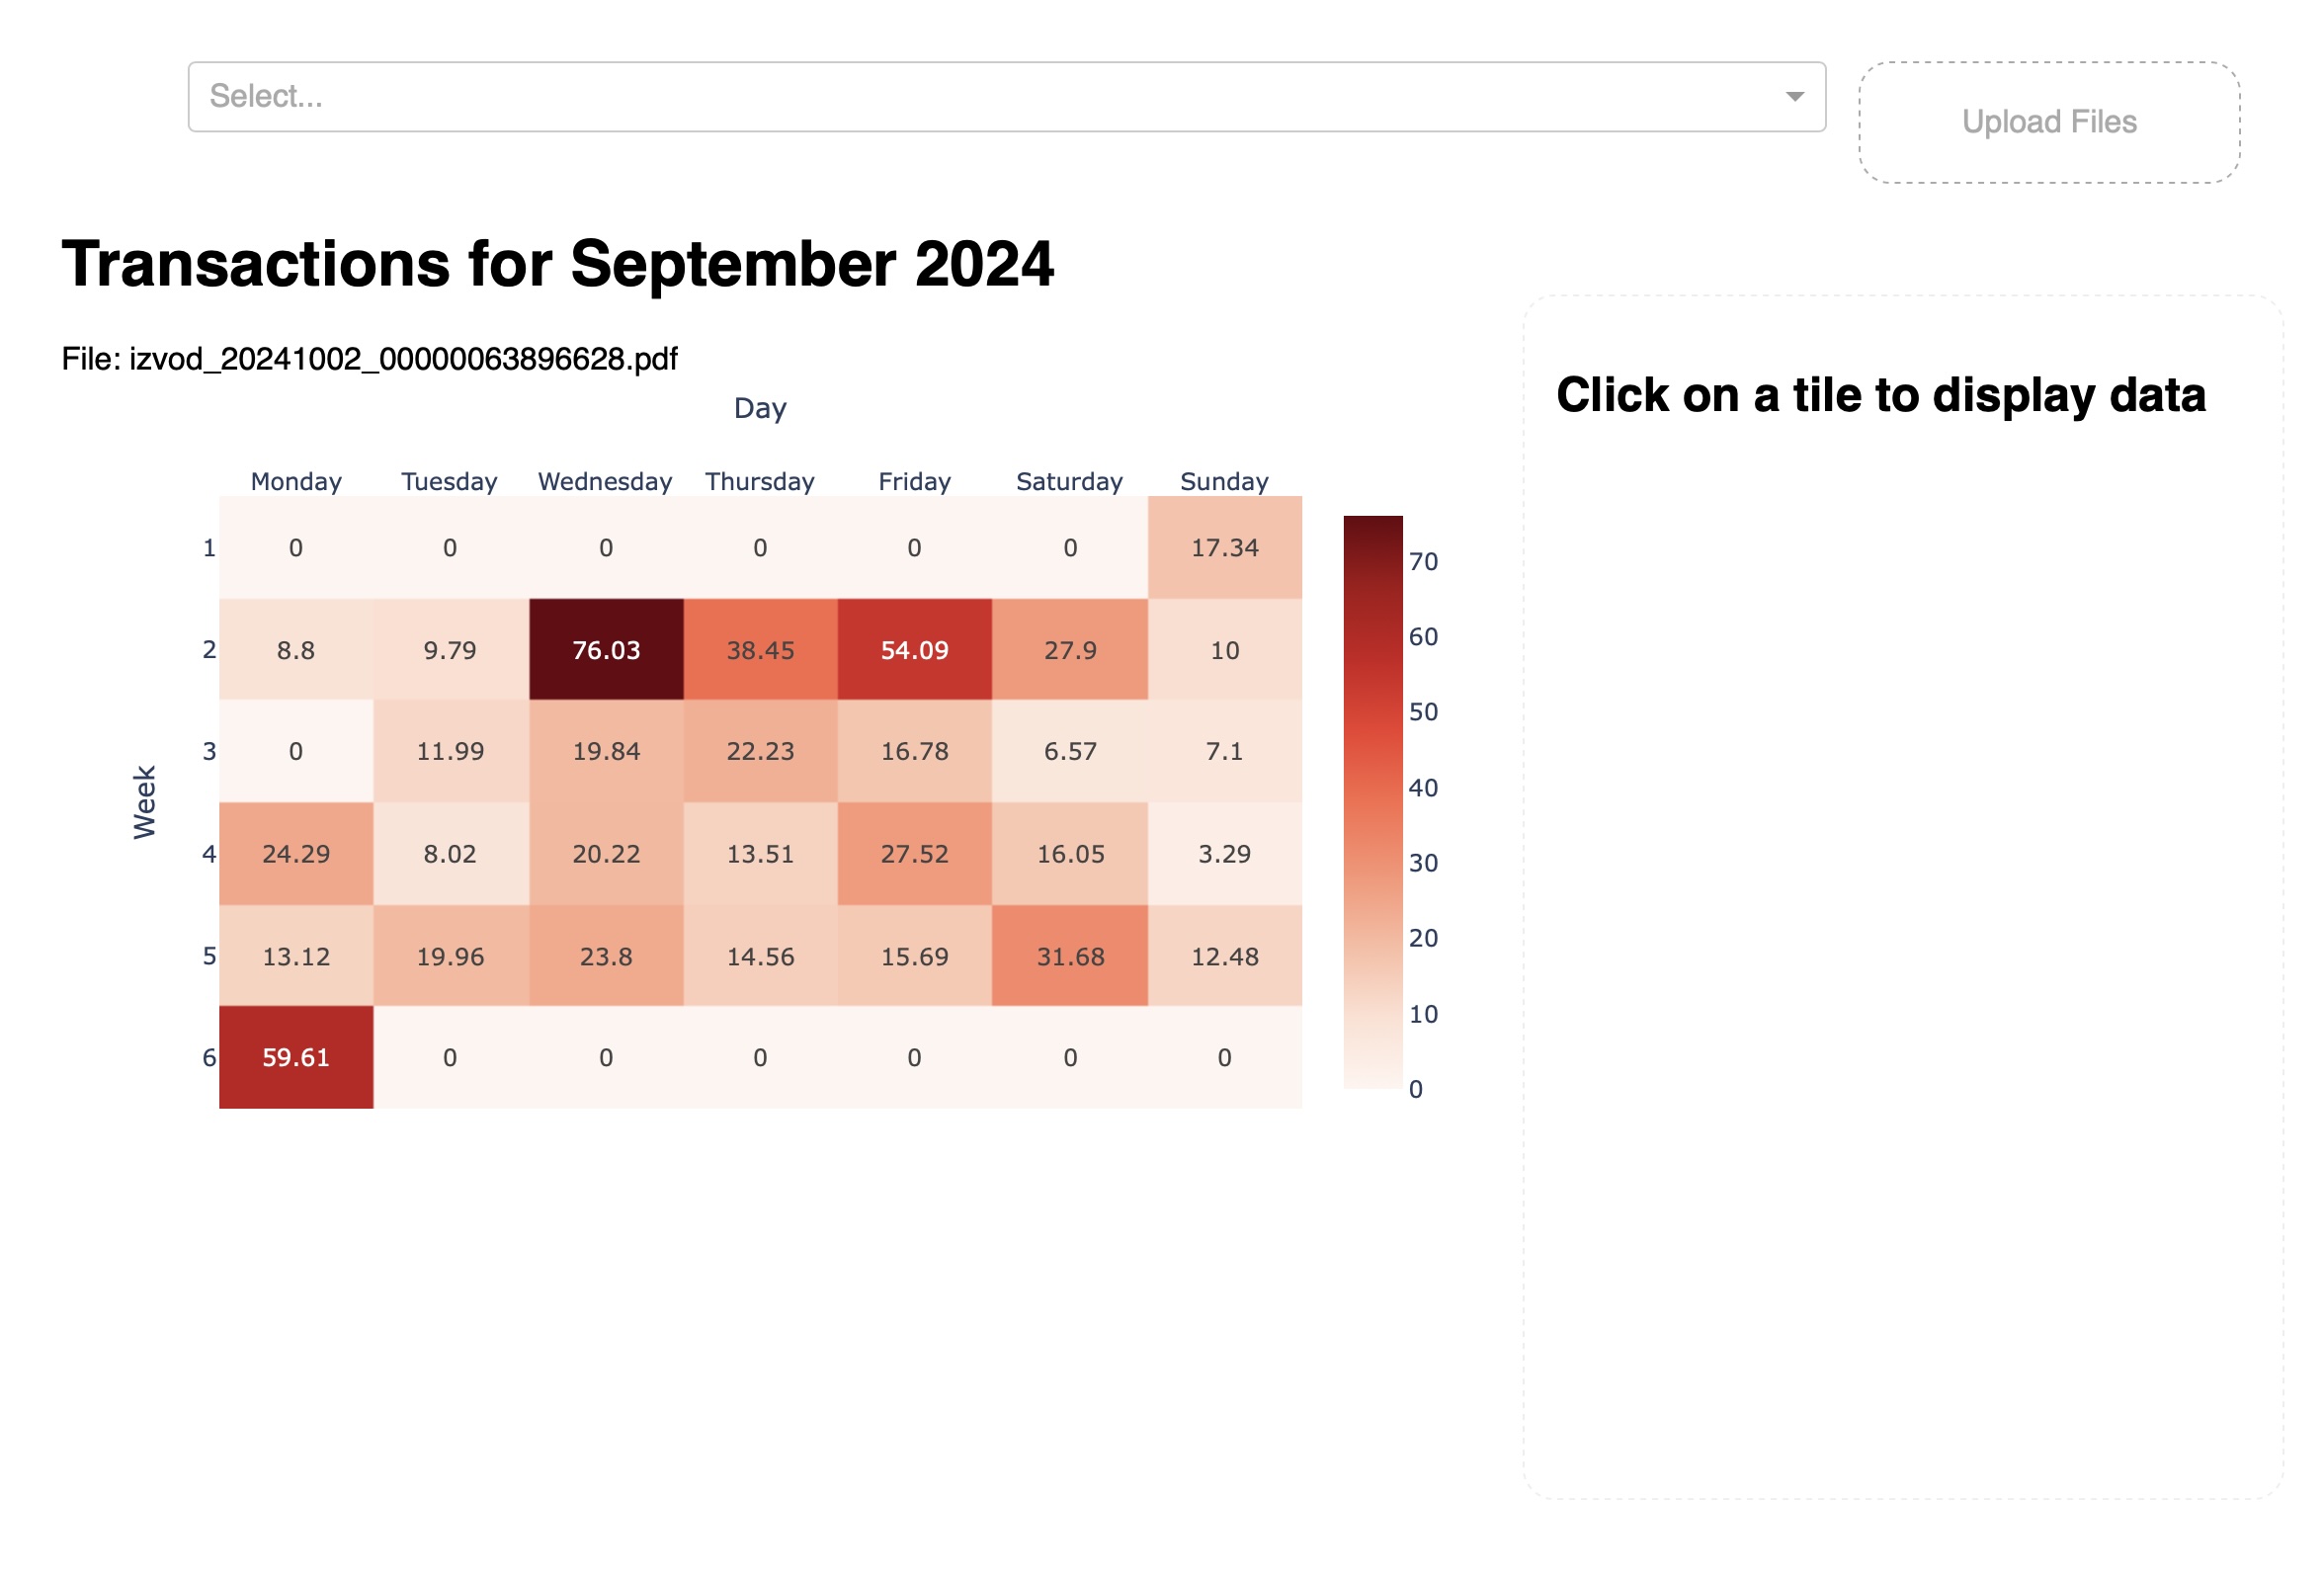 Select...
Upload Files
Transactions for September 2024
File: izvod_20241002_00000063896628.pdf
Click on a tile to display data
Day
Monday Tuesday Wednesday Thursday Friday Saturday Sunday
Week
1 0 0 0 0 0 0 17.34
2 8.8 9.79 76.03 38.45 54.09 27.9 10
3 0 11.99 19.84 22.23 16.78 6.57 7.1
4 24.29 8.02 20.22 13.51 27.52 16.05 3.29
5 13.12 19.96 23.8 14.56 15.69 31.68 12.48
6 59.61 0 0 0 0 0 0
70
60
50
40
30
20
10
0